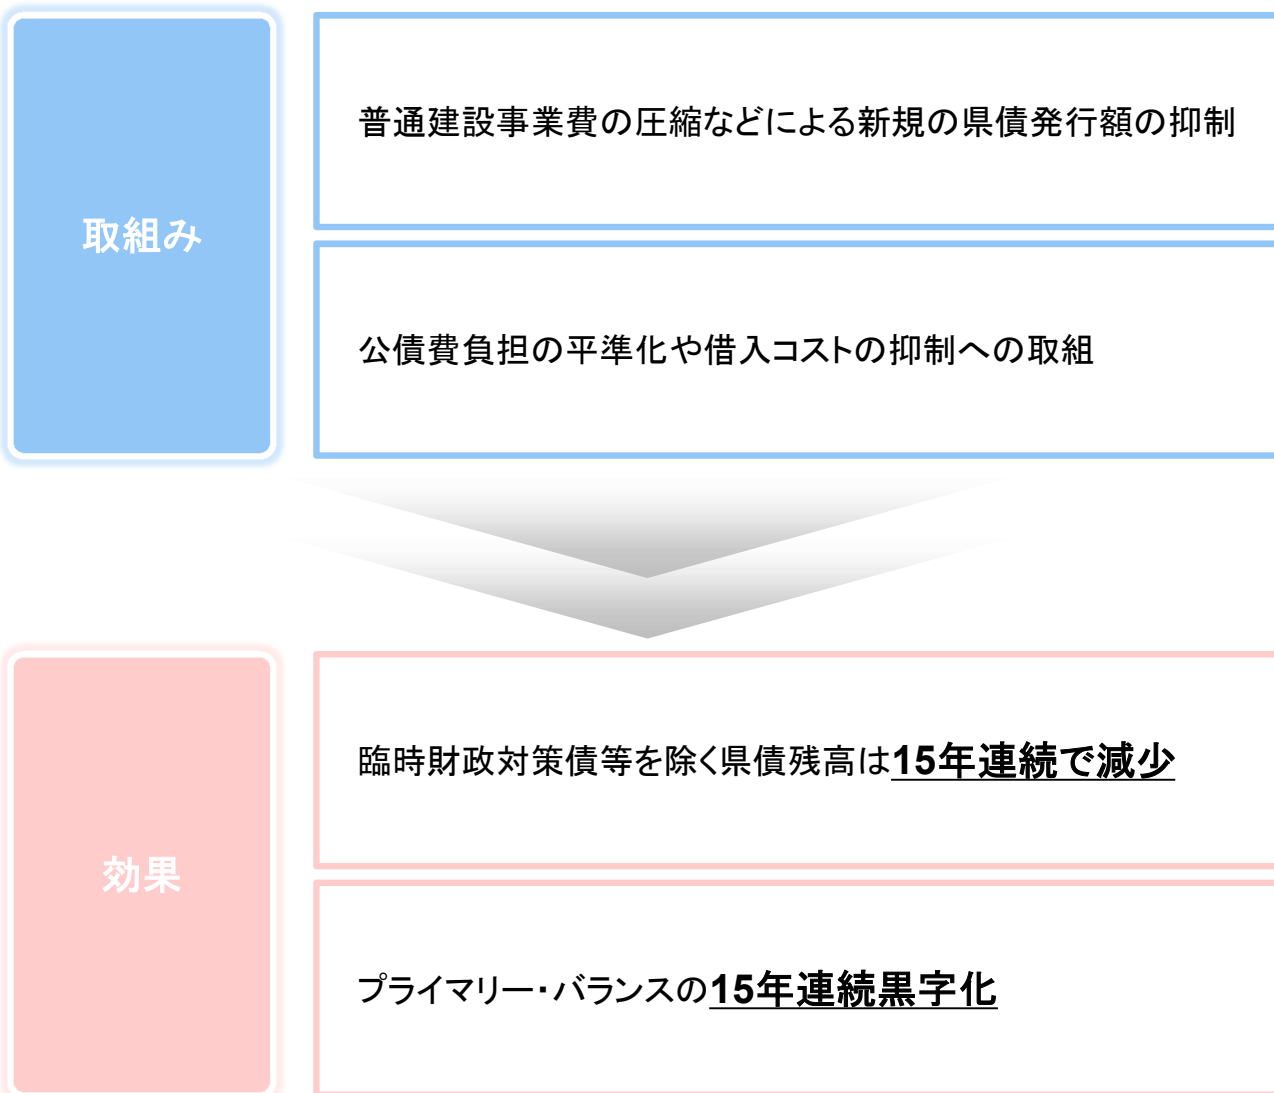 取組み
普通建設事業費の圧縮などによる新規の県債発行額の抑制
公債費負担の平準化や借入コストの抑制への取組
効果
臨時財政対策債等を除く県債残高は15年連続で減少
プライマリー・バランスの15年連続黒字化